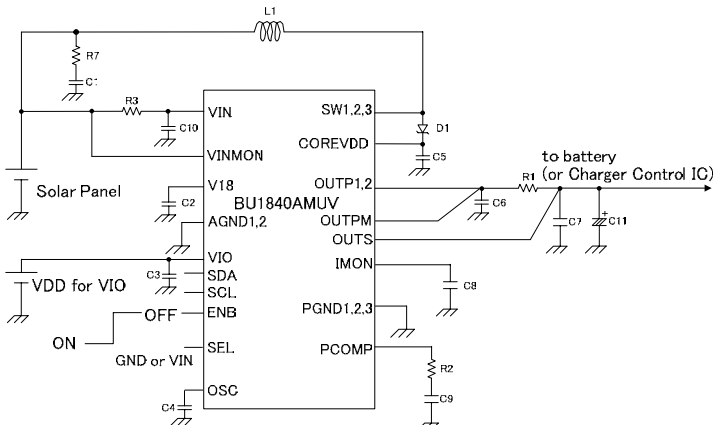 L1
R7
C1
R3
VIN
SW1,2,3
C10
D1
COREVDD
VINMON
C5
to battery
(or Charger Control IC)
R1
Solar Panel
V18
OUTP1,2
BU1840AMUV
C2
C6
AGND1,2
OUTPM
C7
C11
+
OUTS
VIO
IMON
C3
SDA
VDD for VIO
SCL
C8
OFF
ENB
PGND1,2,3
ON
SEL
PCOMP
GND or VIN
R2
OSC
C4
C9